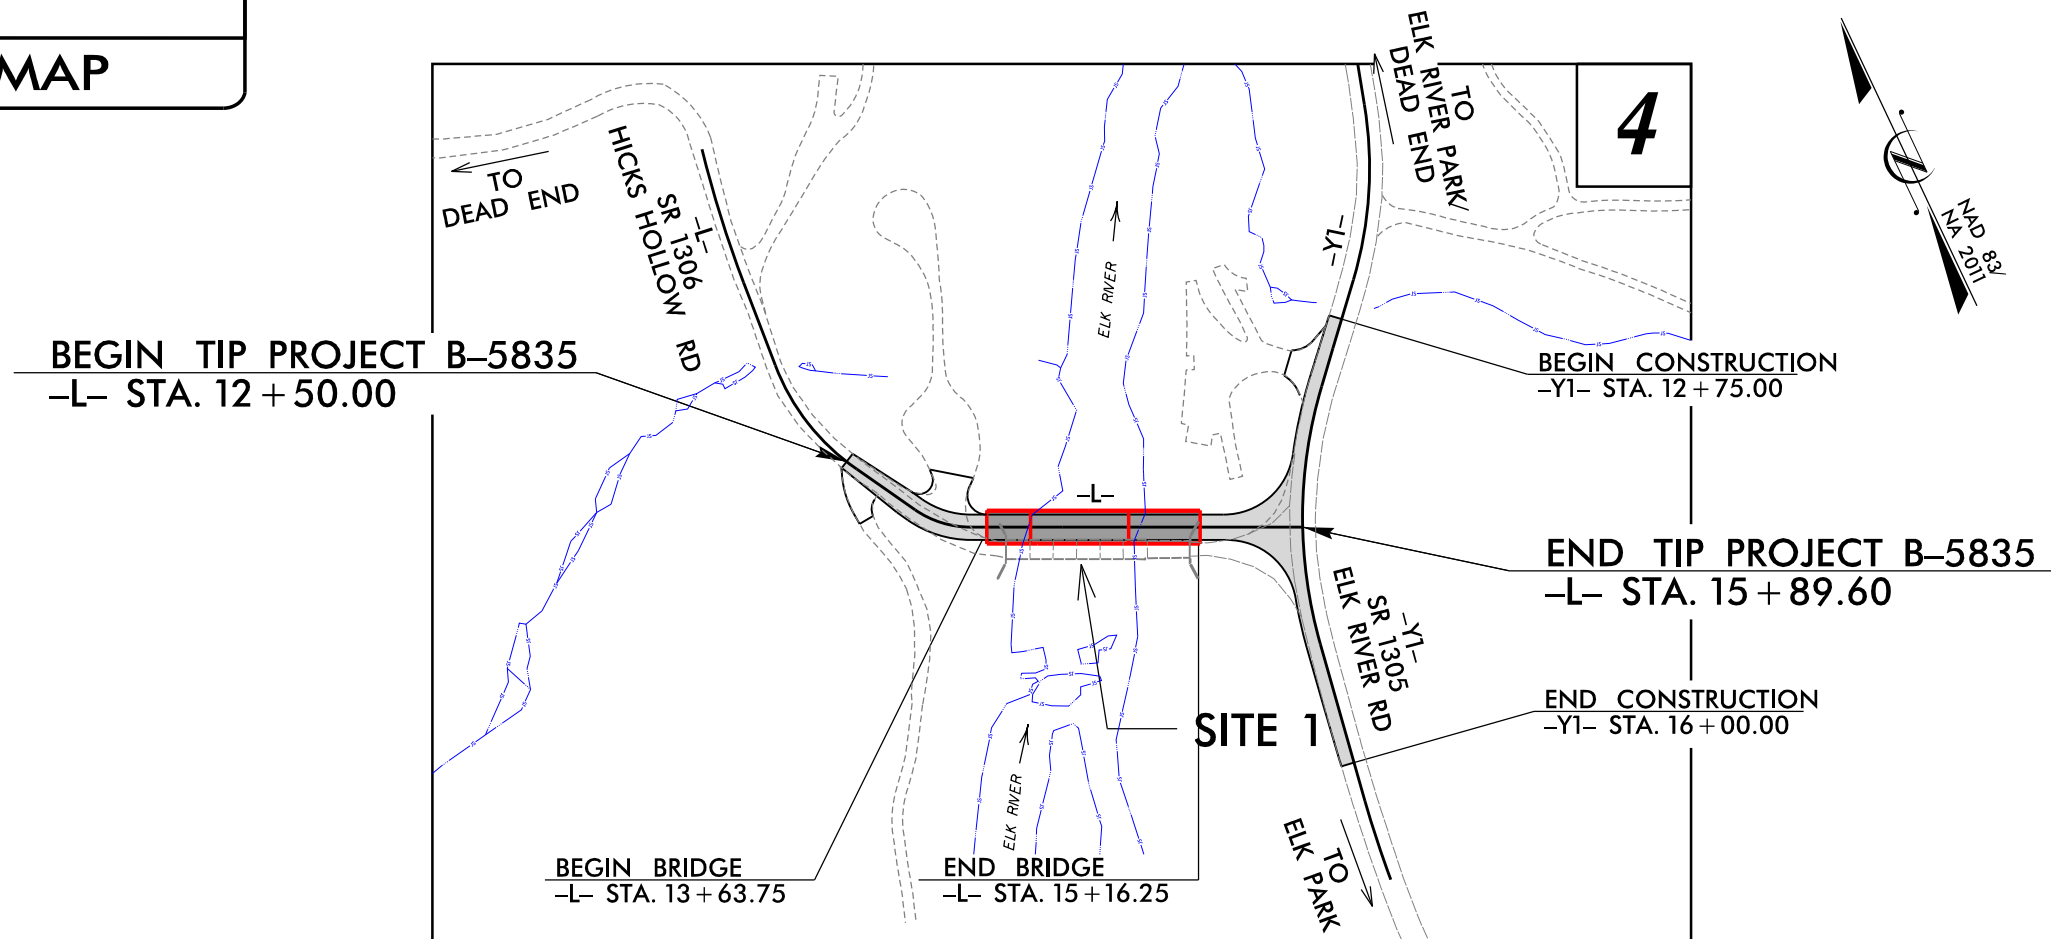 MAP
4
ELK RIVER PARK/
DEAD END
TO
NAD 83/
NA 2011
TO
DEAD END
-L-
SR 1306
HICKS HOLLOW RD
-Y1-
ELK RIVER
BEGIN TIP PROJECT B-5835
-L- STA. 12+50.00
BEGIN CONSTRUCTION
-Y1- STA. 12+75.00
-L-
END TIP PROJECT B-5835
-L- STA. 15+89.60
-Y1-
SR 1305
ELK RIVER RD
SITE 1
END CONSTRUCTION
-Y1- STA. 16+00.00
ELK RIVER
TO
ELK PARK
BEGIN BRIDGE
-L- STA. 13+63.75
END BRIDGE
-L- STA. 15+16.25